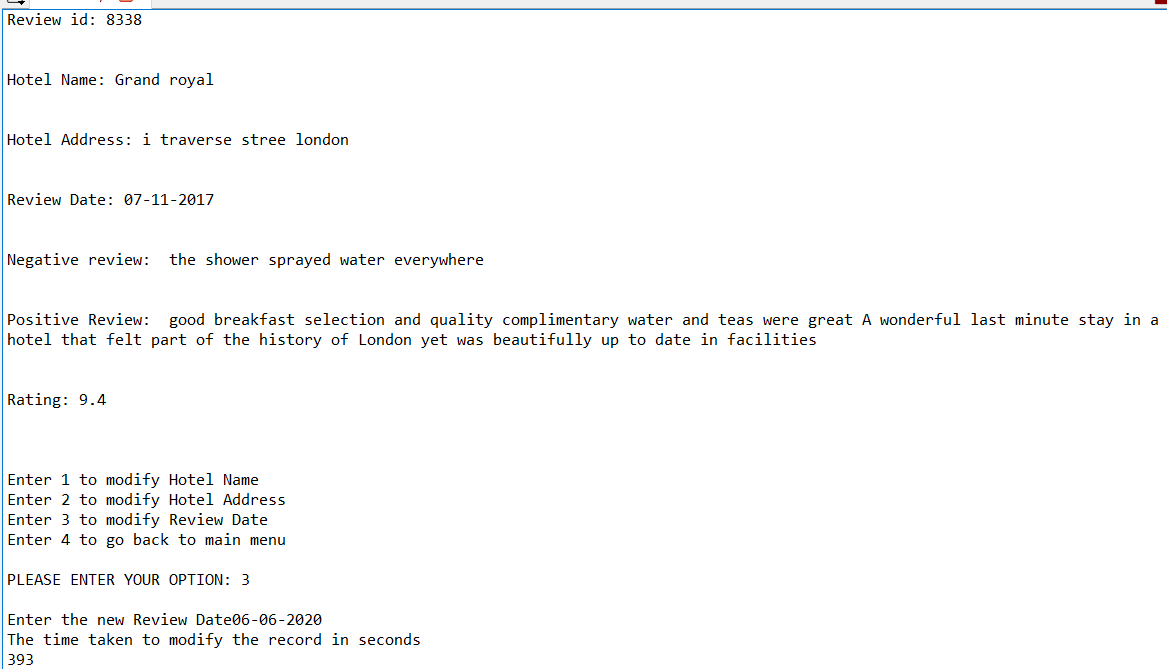 Review id: 8338
Hotel Name: Grand royal
Hotel Address: i traverse stree london
Review Date: 07-11-2017
Negative review:  the shower sprayed water everywhere
Positive Review:  good breakfast selection and quality complimentary water and teas were great A wonderful last minute stay in a
hotel that felt part of the history of London yet was beautifully up to date in facilities
Rating: 9.4
Enter 1 to modify Hotel Name
Enter 2 to modify Hotel Address
Enter 3 to modify Review Date
Enter 4 to go back to main menu
PLEASE ENTER YOUR OPTION: 3
Enter the new Review Date06-06-2020
The time taken to modify the record in seconds
393